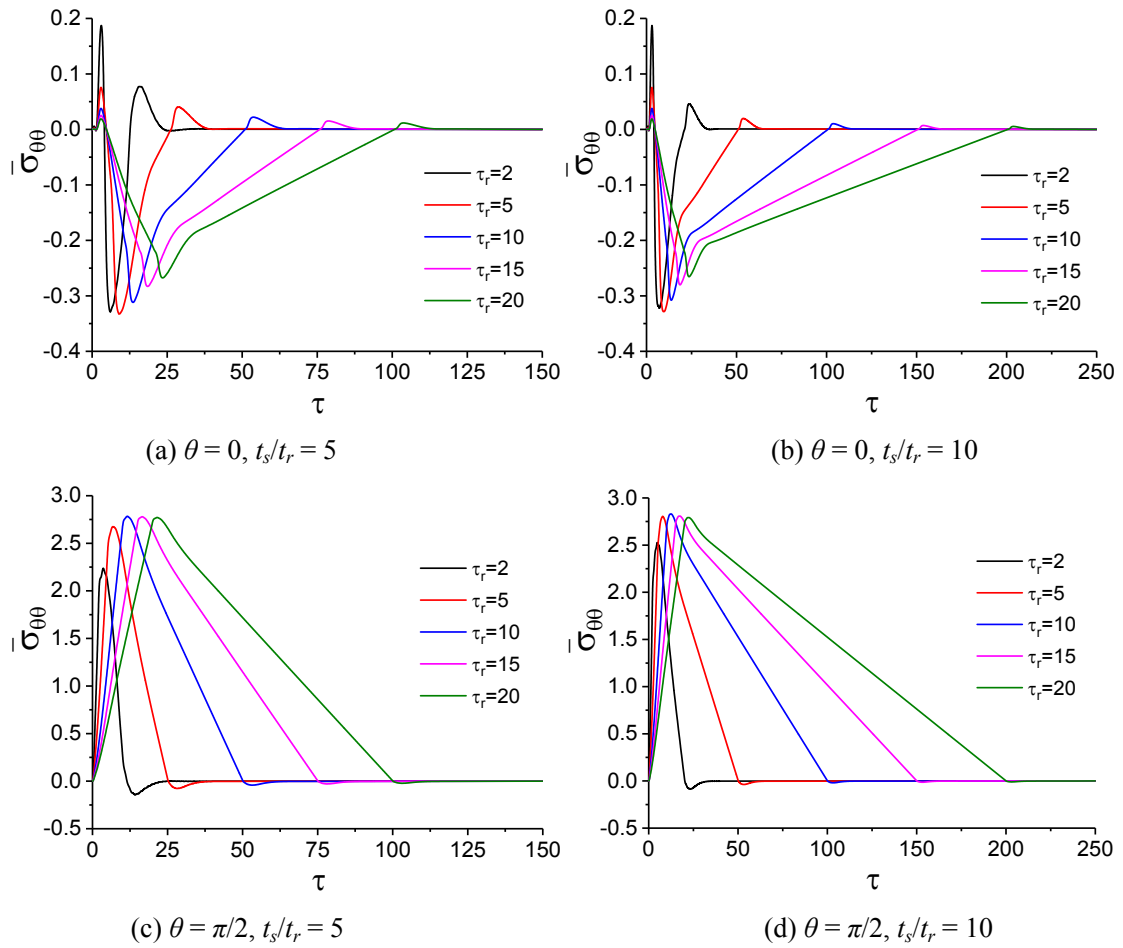 0.2
0.1
0.0
-0.1
-0.2
-0.3
-0.4
σ̄θθ
τr=2
τr=5
τr=10
τr=15
τr=20
0 25 50 75 100 125 150
τ
(a) θ = 0, ts/tr = 5
0.2
0.1
0.0
-0.1
-0.2
-0.3
-0.4
σ̄θθ
τr=2
τr=5
τr=10
τr=15
τr=20
0 50 100 150 200 250
τ
(b) θ = 0, ts/tr = 10
3.0
2.5
2.0
1.5
1.0
0.5
0.0
-0.5
σ̄θθ
τr=2
τr=5
τr=10
τr=15
τr=20
0 25 50 75 100 125 150
τ
(c) θ = π/2, ts/tr = 5
3.0
2.5
2.0
1.5
1.0
0.5
0.0
-0.5
σ̄θθ
τr=2
τr=5
τr=10
τr=15
τr=20
0 50 100 150 200 250
τ
(d) θ = π/2, ts/tr = 10